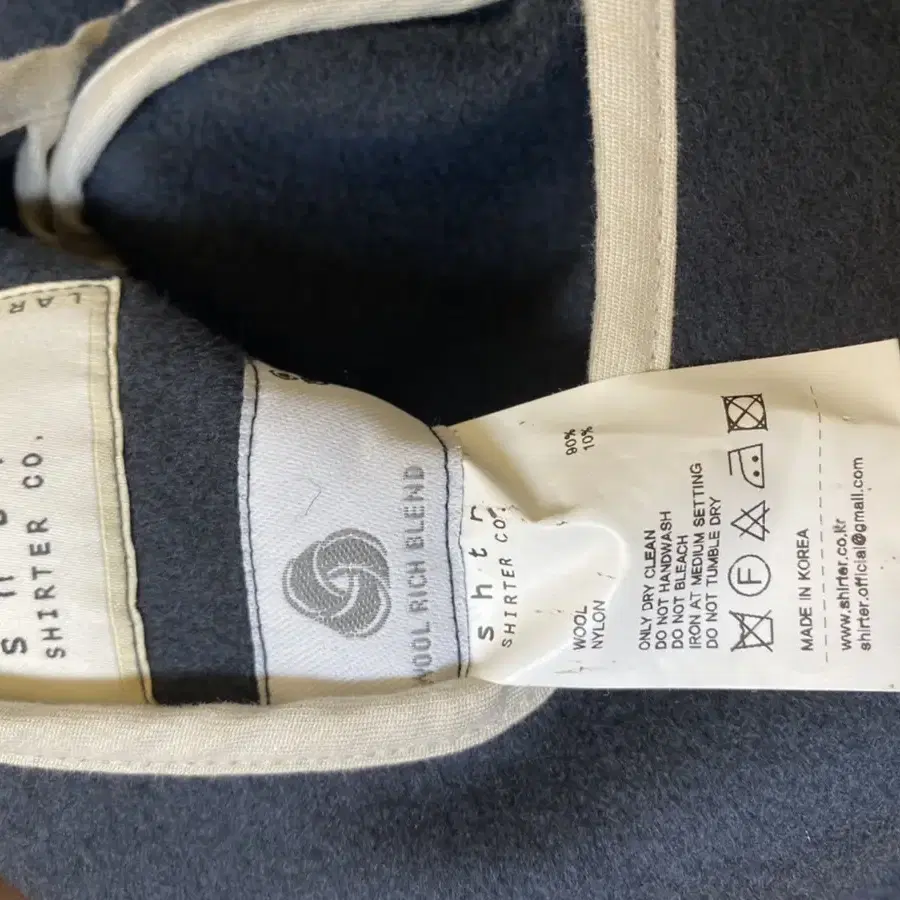 SHIRTER CO.
WOOL RICH BLEND
s h t r
SHIRTER CO.
WOOL 90%
NYLON 10%
ONLY DRY CLEAN
DO NOT HANDWASH
DO NOT BLEACH
IRON AT MEDIUM SETTING
DO NOT TUMBLE DRY
F
MADE IN KOREA
www.shirter.co.kr
shirter.official@gmail.com